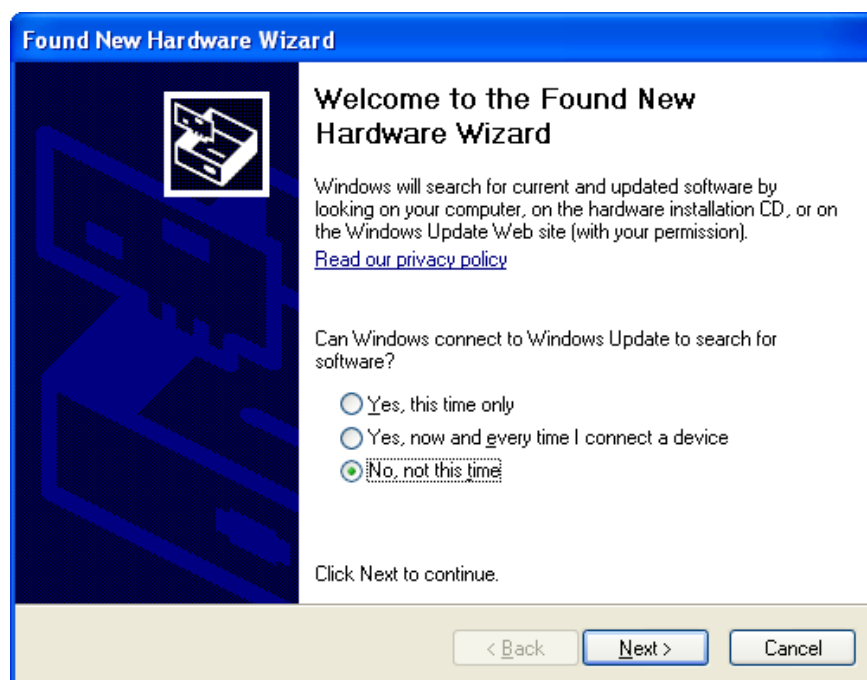 Found New Hardware Wizard
Welcome to the Found New
Hardware Wizard
Windows will search for current and updated software by
looking on your computer, on the hardware installation CD, or on
the Windows Update Web site (with your permission).
Read our privacy policy
Can Windows connect to Windows Update to search for
software?
Yes, this time only
Yes, now and every time I connect a device
No, not this time
Click Next to continue.
< Back Next > Cancel